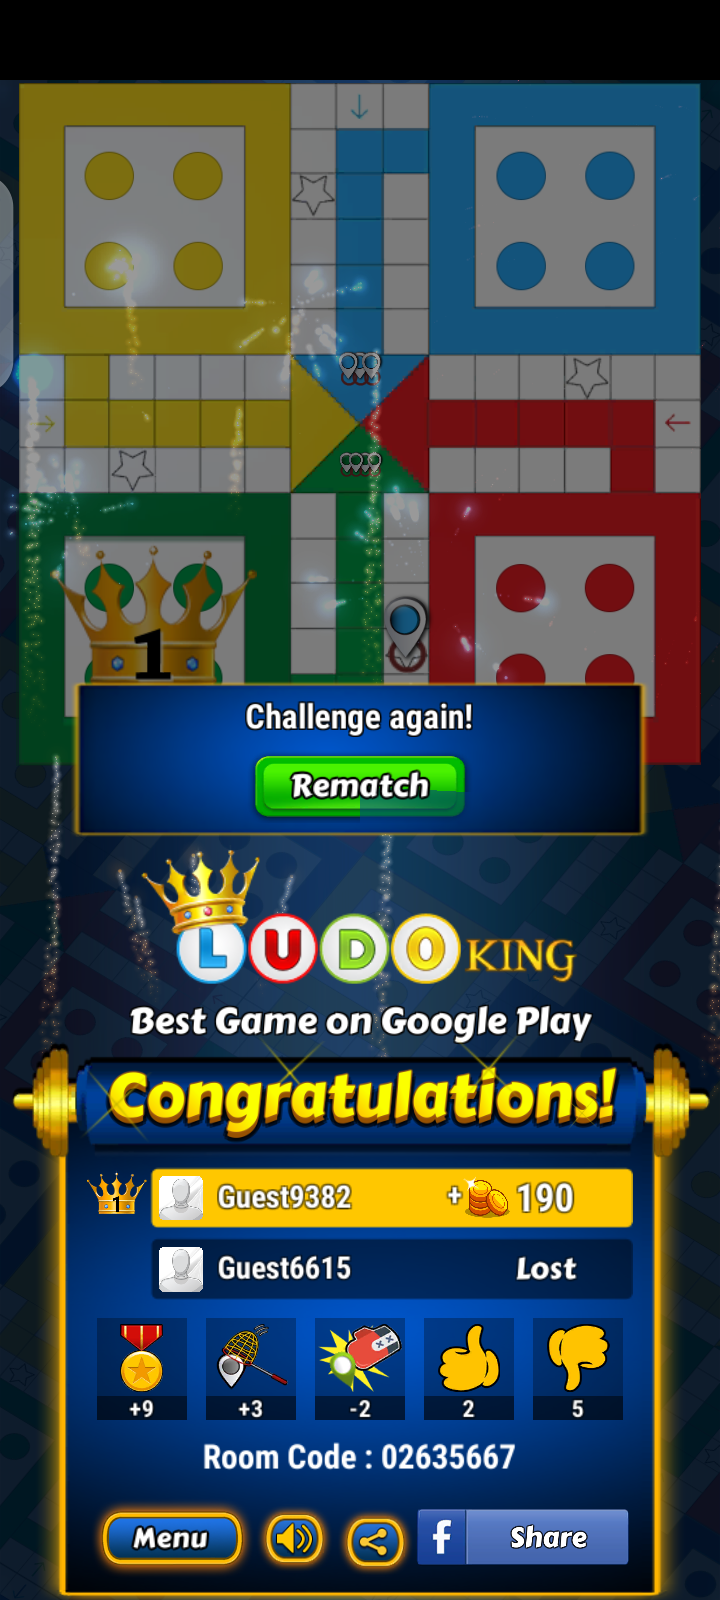 1
Challenge again!
Rematch
LUDO KING
Best Game on Google Play
Congratulations!
1 Guest9382 + 190
Guest6615 Lost
+9 +3 -2 2 5
Room Code : 02635667
Menu f Share